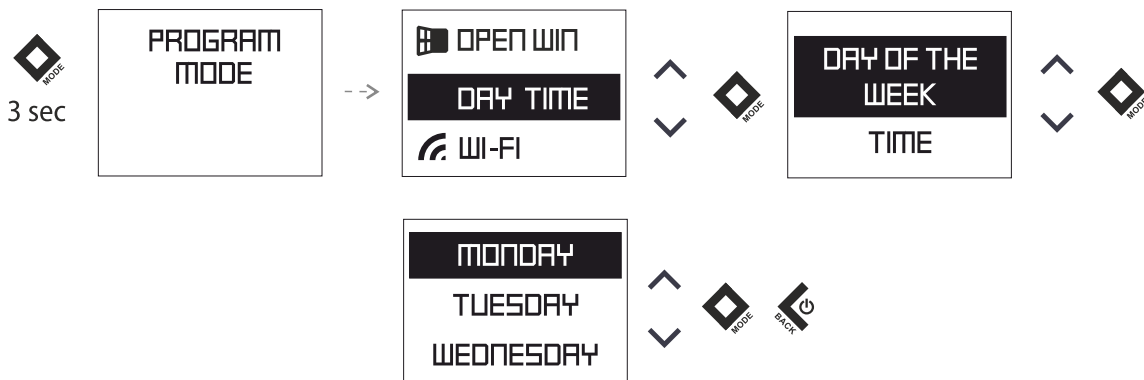 MODE
3 sec
PROGRAM
MODE
OPEN WIN
DAY TIME
WI-FI
MODE
DAY OF THE
WEEK
TIME
MODE
MONDAY
TUESDAY
WEDNESDAY
MODE
BACK